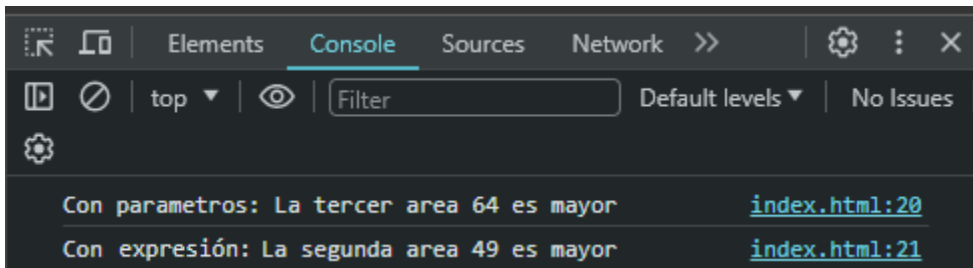 Elements Console Sources Network
top Filter Default levels No Issues
Con parametros: La tercer area 64 es mayor index.html:20
Con expresión: La segunda area 49 es mayor index.html:21